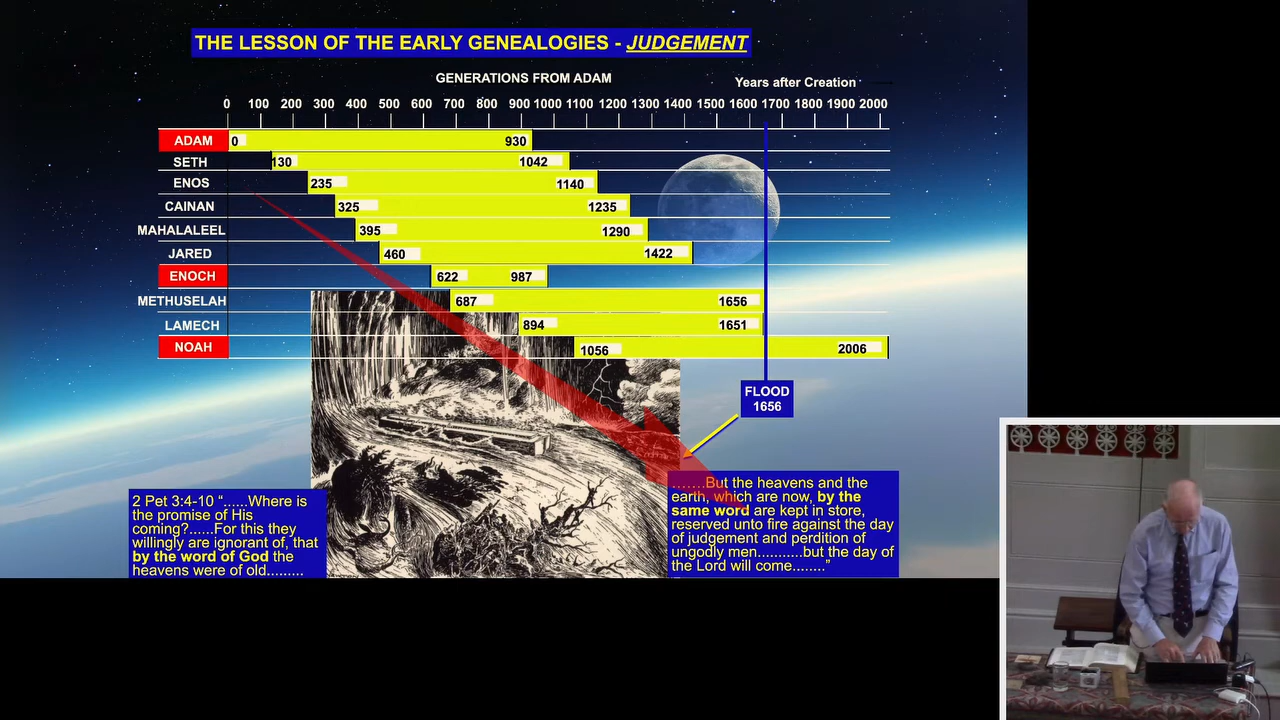 THE LESSON OF THE EARLY GENEALOGIES - JUDGEMENT
GENERATIONS FROM ADAM
Years after Creation
0 100 200 300 400 500 600 700 800 900 1000 1100 1200 1300 1400 1500 1600 1700 1800 1900 2000
ADAM 0 930
SETH 130 1042
ENOS 235 1140
CAINAN 325 1235
MAHALALEEL 395 1290
JARED 460 1422
ENOCH 622 987
METHUSELAH 687 1656
LAMECH 894 1651
NOAH 1056 2006
FLOOD
1656
2 Pet 3:4-10 “......Where is
the promise of His
coming?......For this they
willingly are ignorant of, that
by the word of God the
heavens were of old.........
.......But the heavens and the
earth, which are now, by the
same word are kept in store,
reserved unto fire against the day
of judgement and perdition of
ungodly men...........but the day of
the Lord will come........”